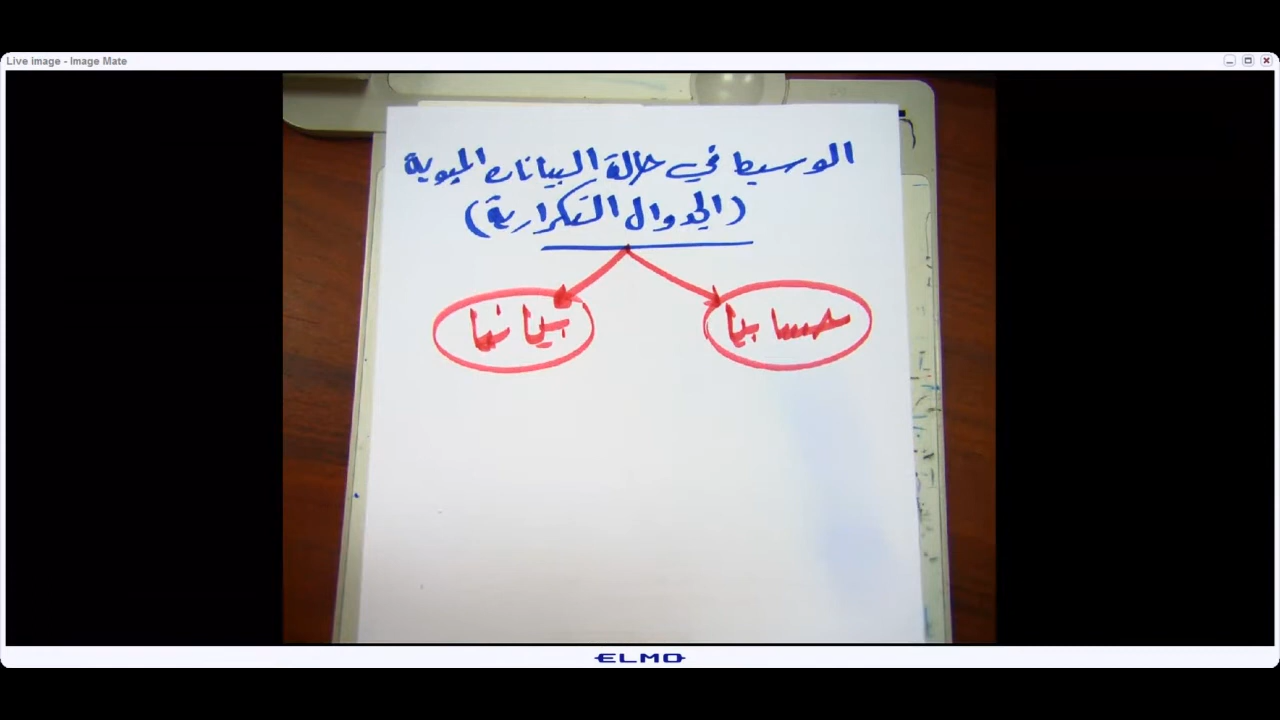 Live image - Image Mate
الوسيط في حالة البيانات المبوبة
(الجداول التكرارية)
حسابيا
بيانيا
ELMO